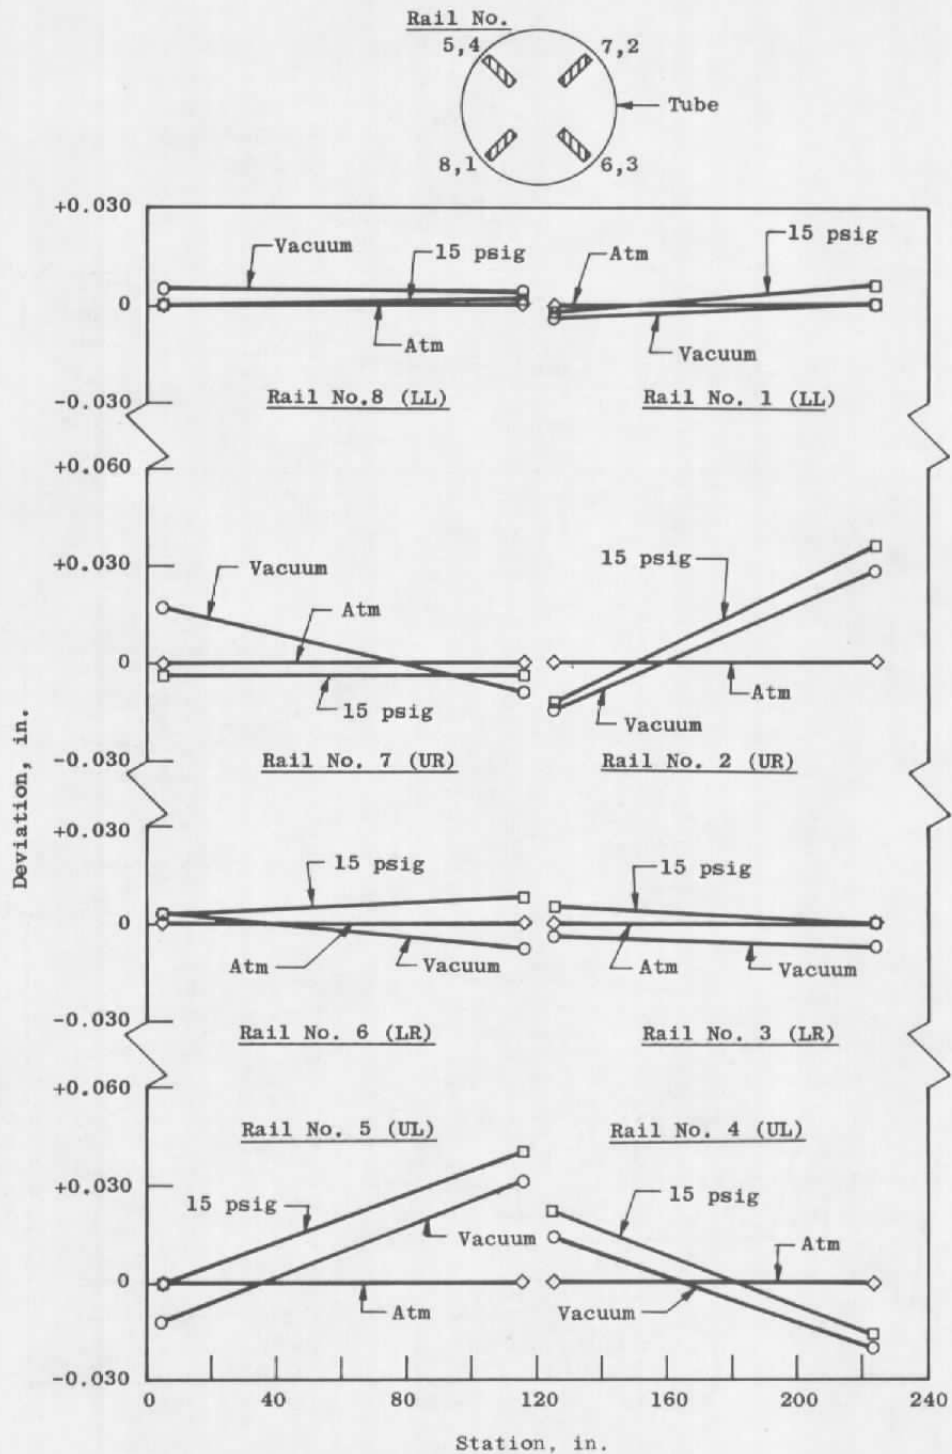 Rail No.
5,4
7,2
Tube
8,1
6,3
+0.030
Vacuum
15 psig
Atm
15 psig
0
Atm
Vacuum
-0.030
Rail No.8 (LL)
Rail No. 1 (LL)
+0.060
+0.030
Vacuum
Atm
15 psig
0
15 psig
Atm
Vacuum
-0.030
Rail No. 7 (UR)
Rail No. 2 (UR)
Deviation, in.
+0.030
15 psig
15 psig
0
Atm
Vacuum
Atm
Vacuum
-0.030
Rail No. 6 (LR)
Rail No. 3 (LR)
+0.060
Rail No. 5 (UL)
Rail No. 4 (UL)
+0.030
15 psig
Vacuum
15 psig
Atm
0
Atm
Vacuum
-0.030
0 40 80 120 160 200 240
Station, in.